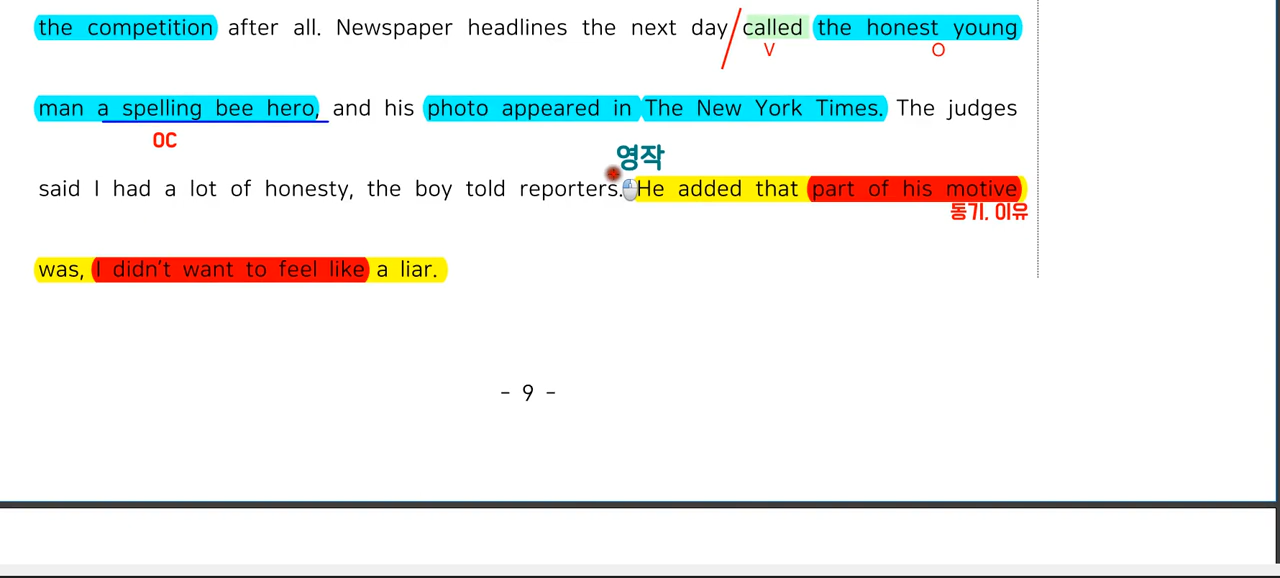 the competition after all. Newspaper headlines the next day called the honest young
V O
man a spelling bee hero, and his photo appeared in The New York Times. The judges
OC
영작
said I had a lot of honesty, the boy told reporters. He added that part of his motive
동기. 이유
was, I didn't want to feel like a liar.
- 9 -